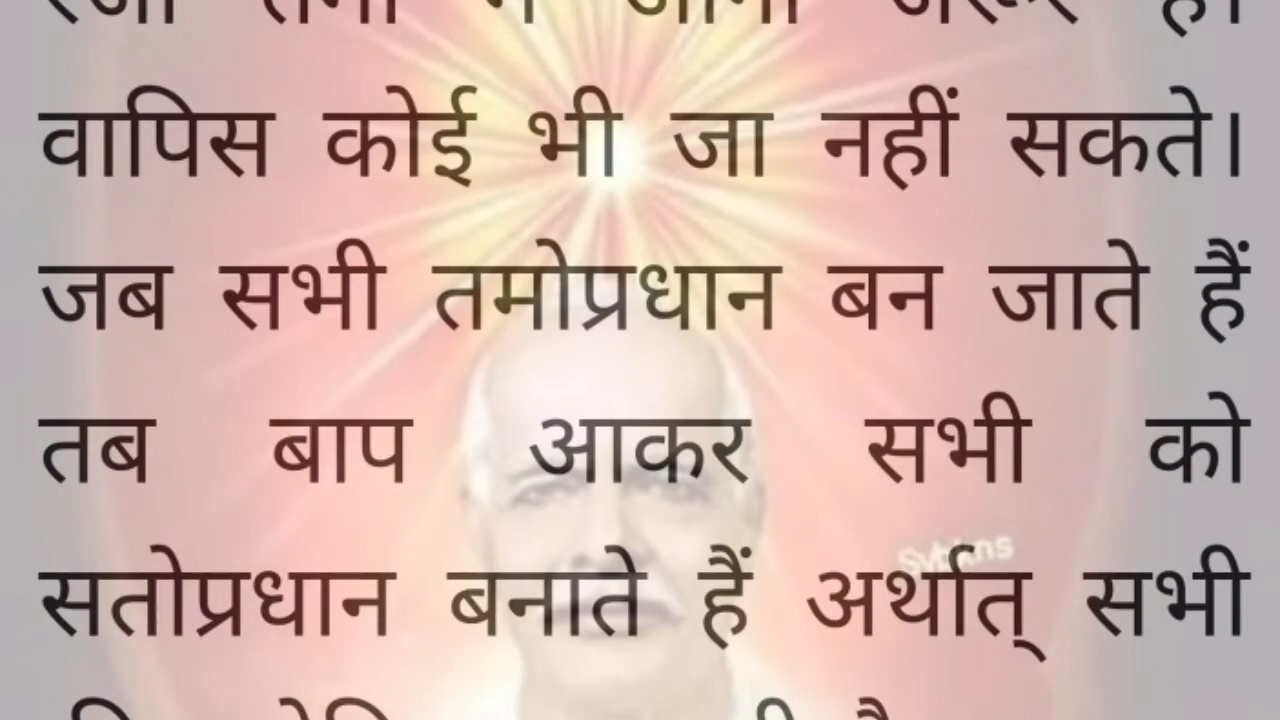 वापिस कोई भी जा नहीं सकते।
जब सभी तमोप्रधान बन जाते हैं
तब बाप आकर सभी को
सतोप्रधान बनाते हैं अर्थात् सभी